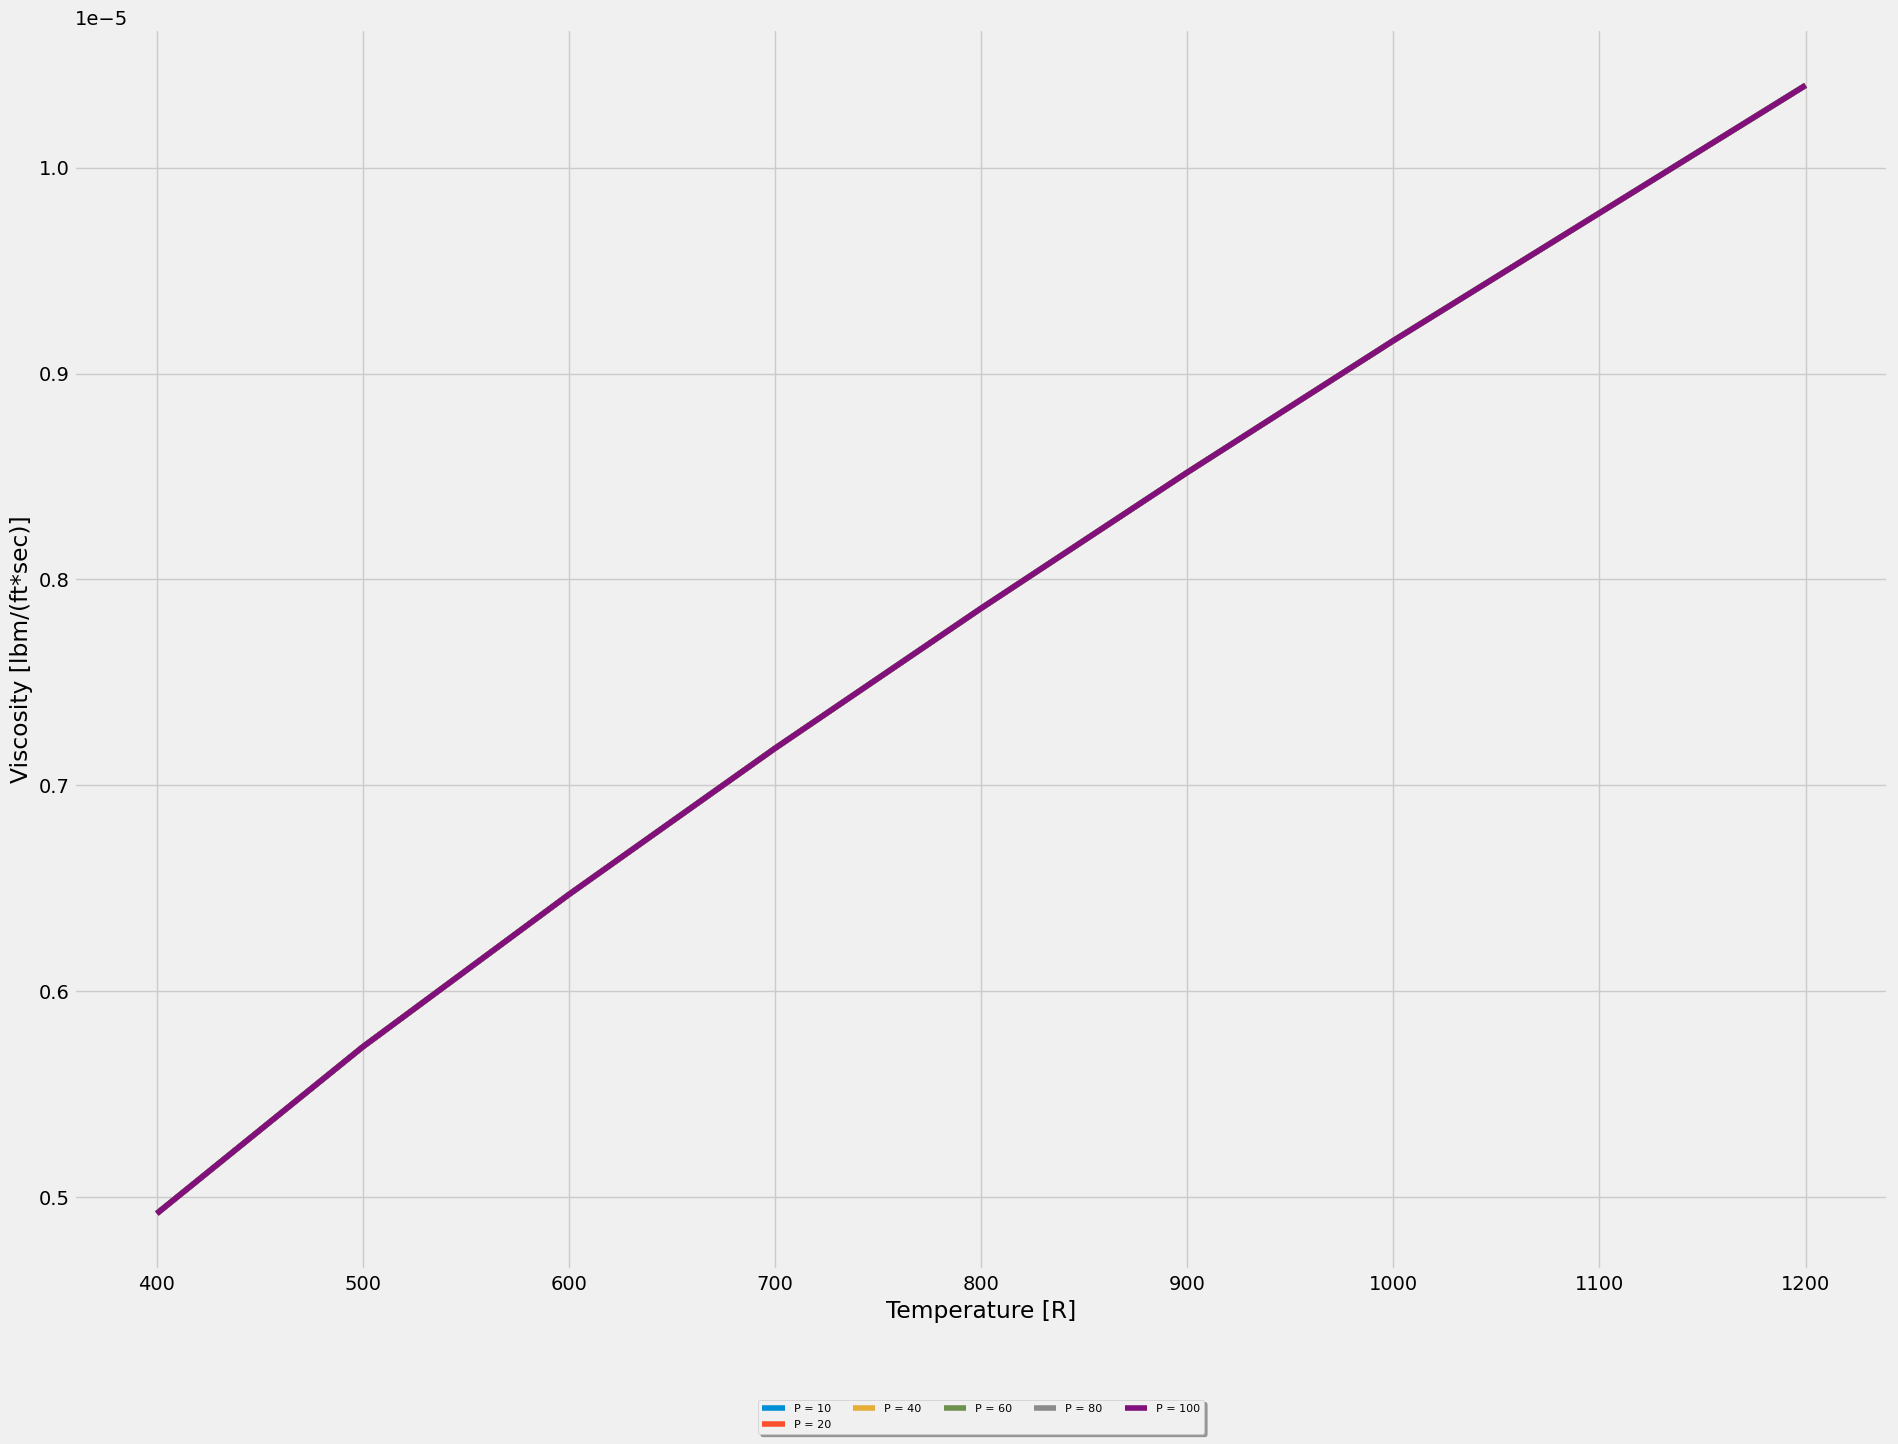 1e−5
1.0
0.9
0.8
0.7
0.6
0.5
Viscosity [lbm/(ft*sec)]
400 500 600 700 800 900 1000 1100 1200
Temperature [R]
P = 10 P = 40 P = 60 P = 80 P = 100
P = 20